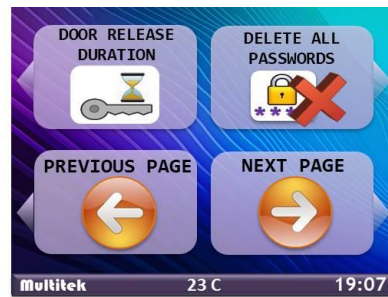 DOOR RELEASE
DURATION
DELETE ALL
PASSWORDS
****
PREVIOUS PAGE
NEXT PAGE
Multitek 23 C 19:07